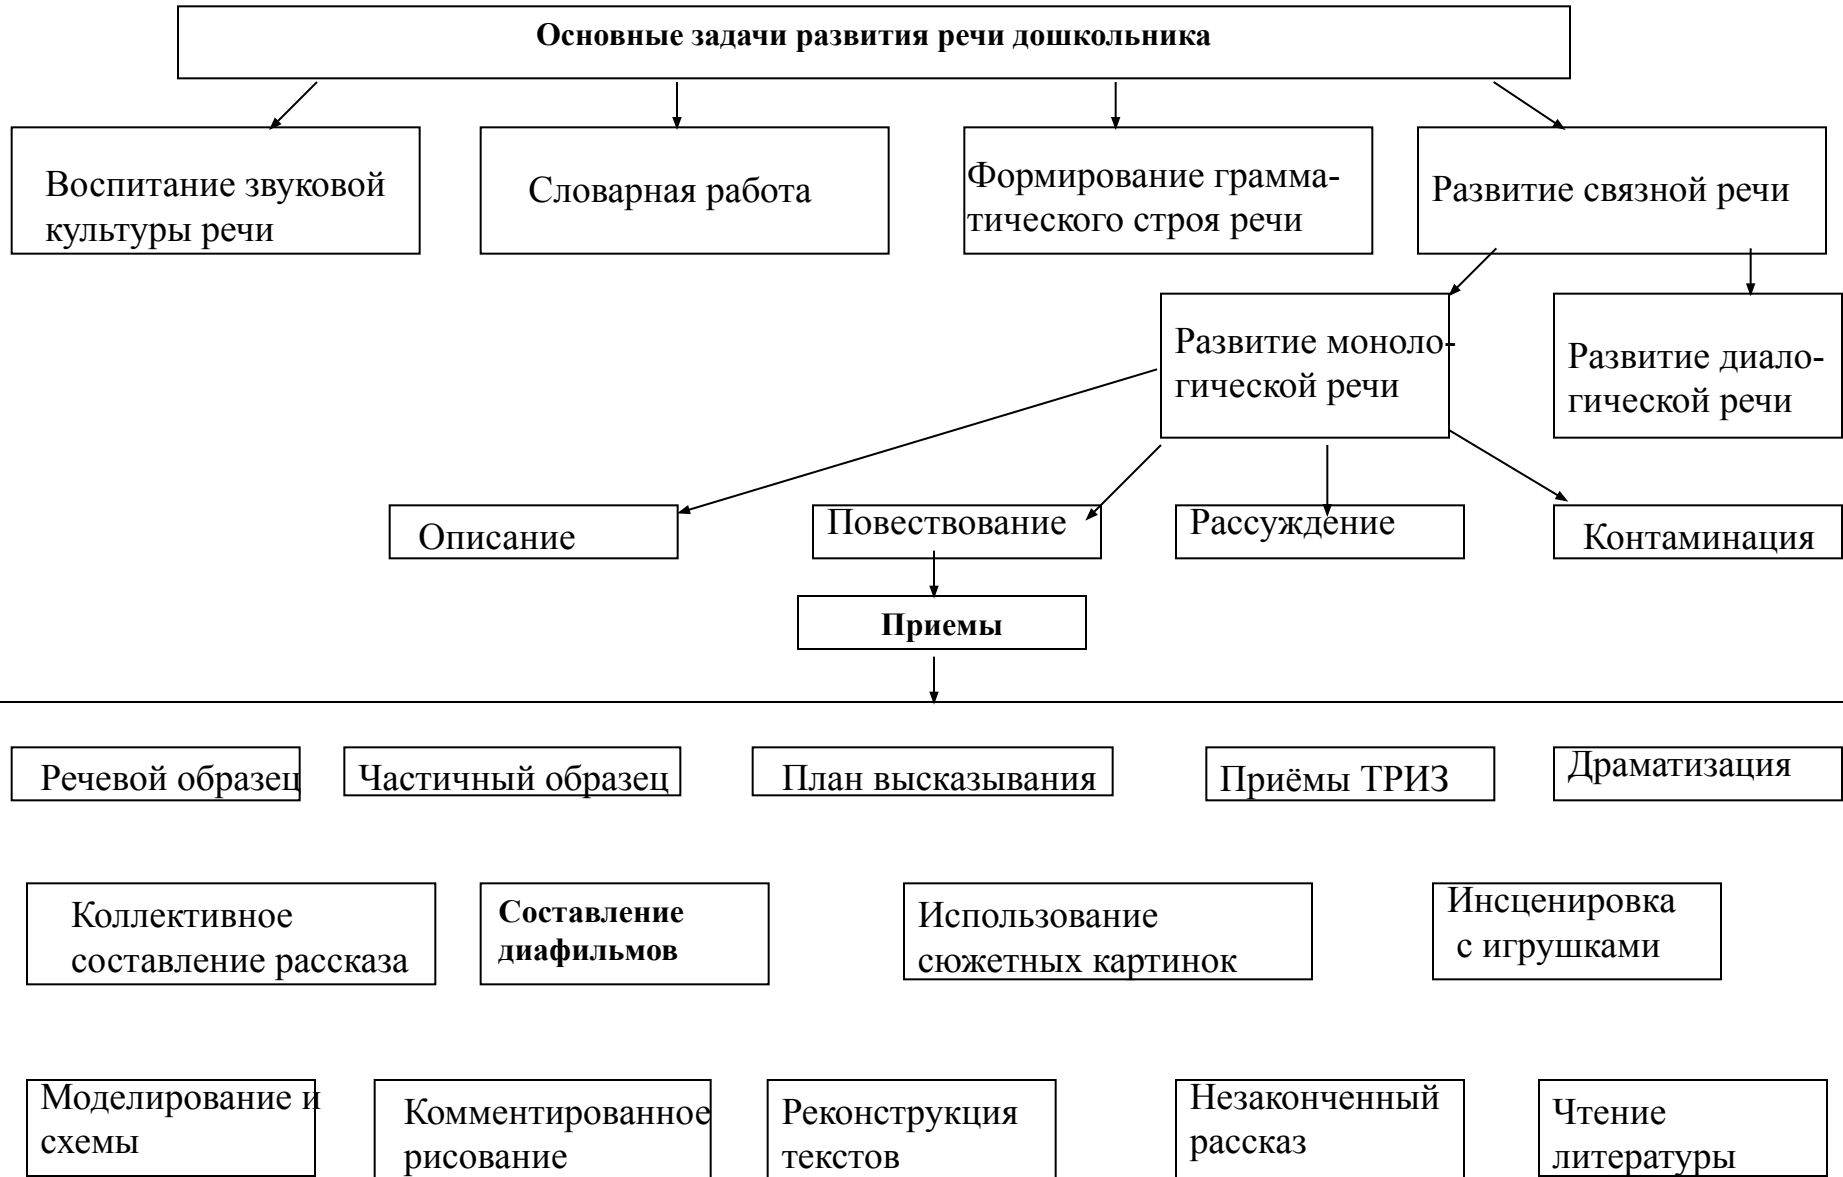 Основные задачи развития речи дошкольника
Воспитание звуковой
культуры речи
Словарная работа
Формирование грамма-
тического строя речи
Развитие связной речи
Развитие моноло-
гической речи
Развитие диало-
гической речи
Описание
Повествование
Рассуждение
Контаминация
Приемы
Речевой образец
Частичный образец
План высказывания
Приёмы ТРИЗ
Драматизация
Коллективное
составление рассказа
Составление
диафильмов
Использование
сюжетных картинок
Инсценировка
с игрушками
Моделирование и
схемы
Комментированное
рисование
Реконструкция
текстов
Незаконченный
рассказ
Чтение
литературы